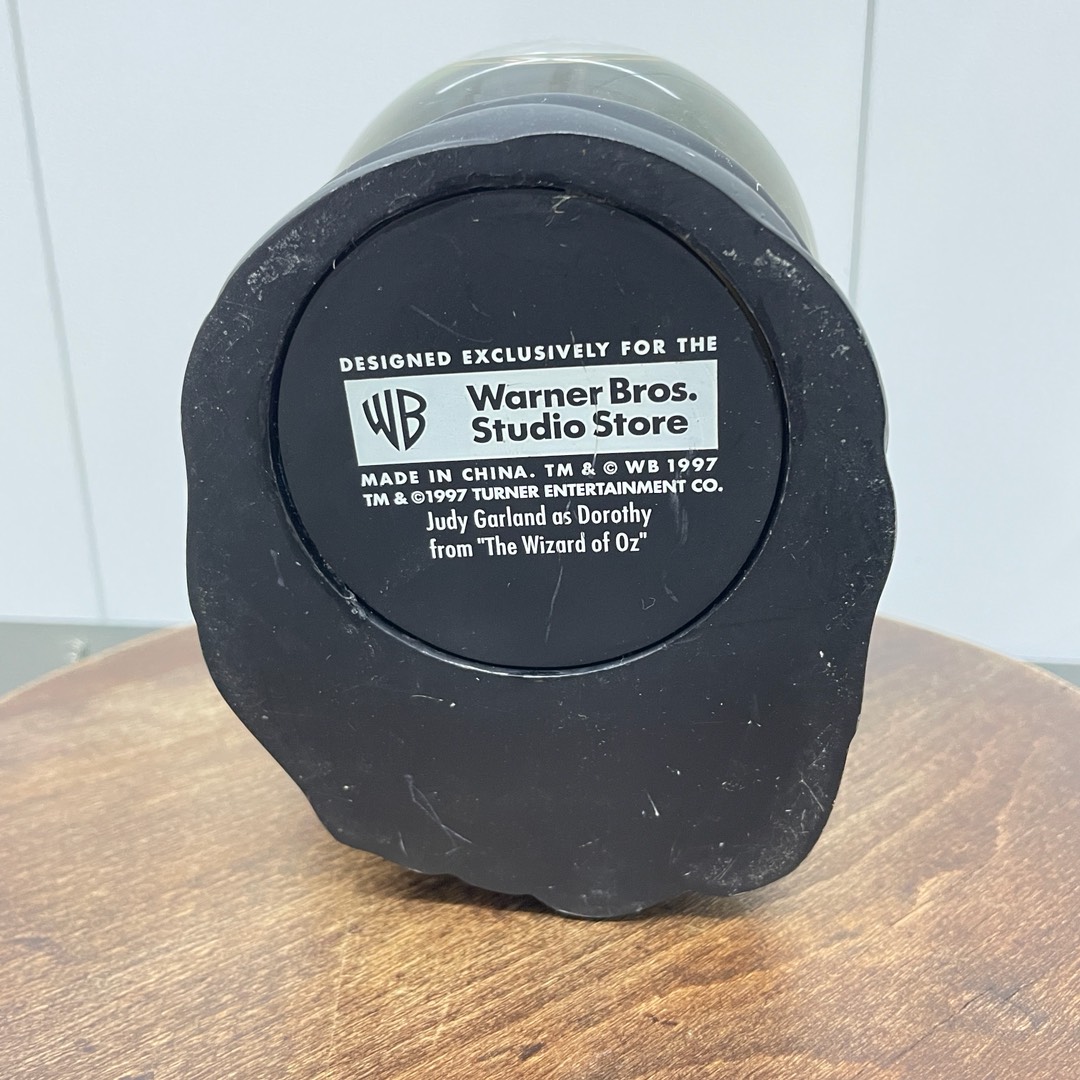 DESIGNED EXCLUSIVELY FOR THE
WB Warner Bros.
Studio Store
MADE IN CHINA. TM & © WB 1997
TM & ©1997 TURNER ENTERTAINMENT CO.
Judy Garland as Dorothy
from "The Wizard of Oz"